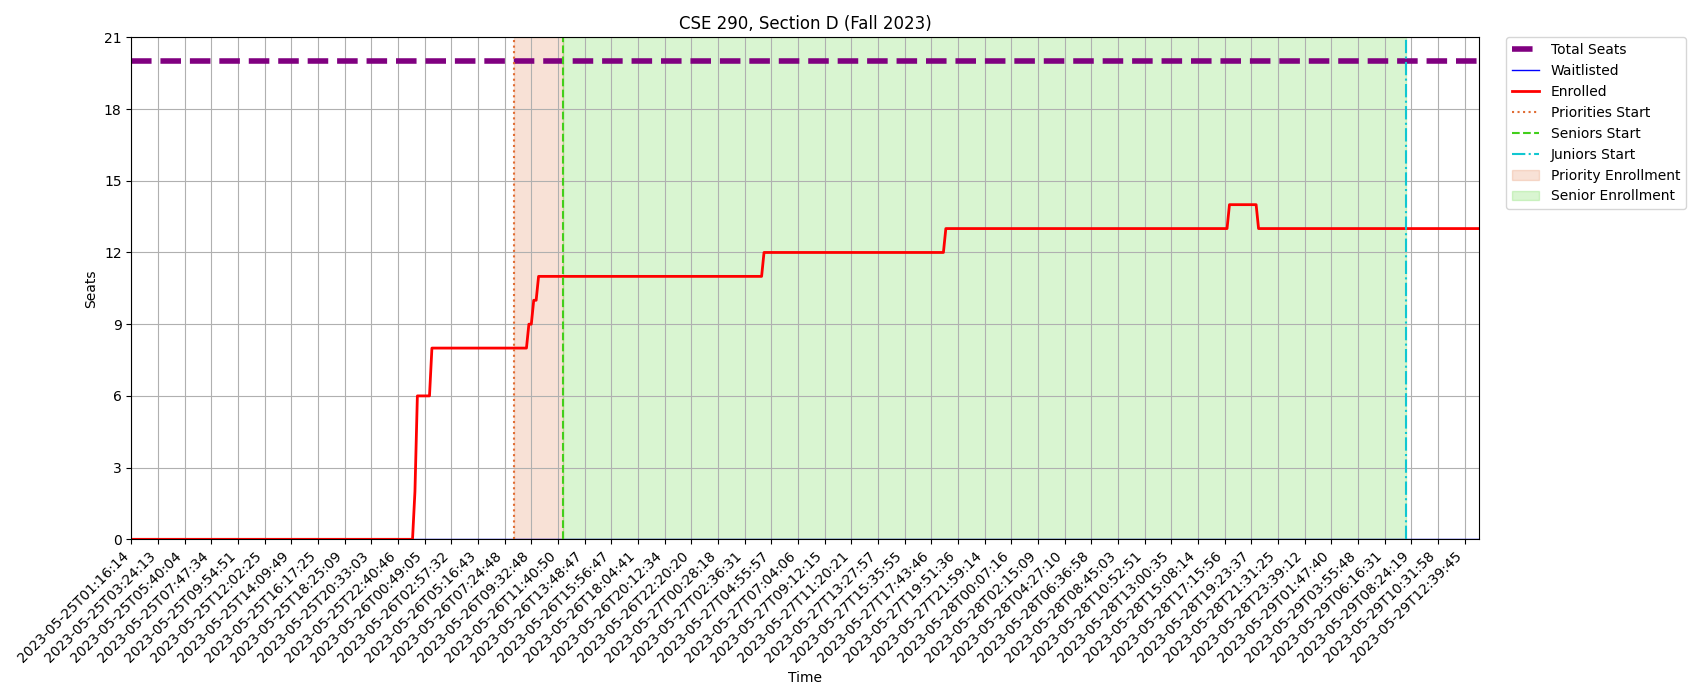 CSE 290, Section D (Fall 2023)
21
18
15
12
9
6
3
0
Seats
2023-05-25T01:16:14
2023-05-25T03:24:13
2023-05-25T05:40:04
2023-05-25T07:47:34
2023-05-25T09:54:51
2023-05-25T12:02:25
2023-05-25T14:09:49
2023-05-25T16:17:25
2023-05-25T18:25:09
2023-05-25T20:33:03
2023-05-25T22:40:46
2023-05-26T00:49:05
2023-05-26T02:57:32
2023-05-26T05:16:43
2023-05-26T07:24:48
2023-05-26T09:32:48
2023-05-26T11:40:50
2023-05-26T13:48:47
2023-05-26T15:56:47
2023-05-26T18:04:41
2023-05-26T20:12:34
2023-05-26T22:20:20
2023-05-27T00:28:18
2023-05-27T02:36:31
2023-05-27T04:55:57
2023-05-27T07:04:06
2023-05-27T09:12:15
2023-05-27T11:20:21
2023-05-27T13:27:57
2023-05-27T15:35:55
2023-05-27T17:43:46
2023-05-27T19:51:36
2023-05-27T21:59:14
2023-05-28T00:07:16
2023-05-28T02:15:09
2023-05-28T04:27:10
2023-05-28T06:36:58
2023-05-28T08:45:03
2023-05-28T10:52:51
2023-05-28T13:00:35
2023-05-28T15:08:14
2023-05-28T17:15:56
2023-05-28T19:23:37
2023-05-28T21:31:25
2023-05-28T23:39:12
2023-05-29T01:47:40
2023-05-29T03:55:48
2023-05-29T06:16:31
2023-05-29T08:24:19
2023-05-29T10:31:58
2023-05-29T12:39:45
Time
Total Seats
Waitlisted
Enrolled
Priorities Start
Seniors Start
Juniors Start
Priority Enrollment
Senior Enrollment